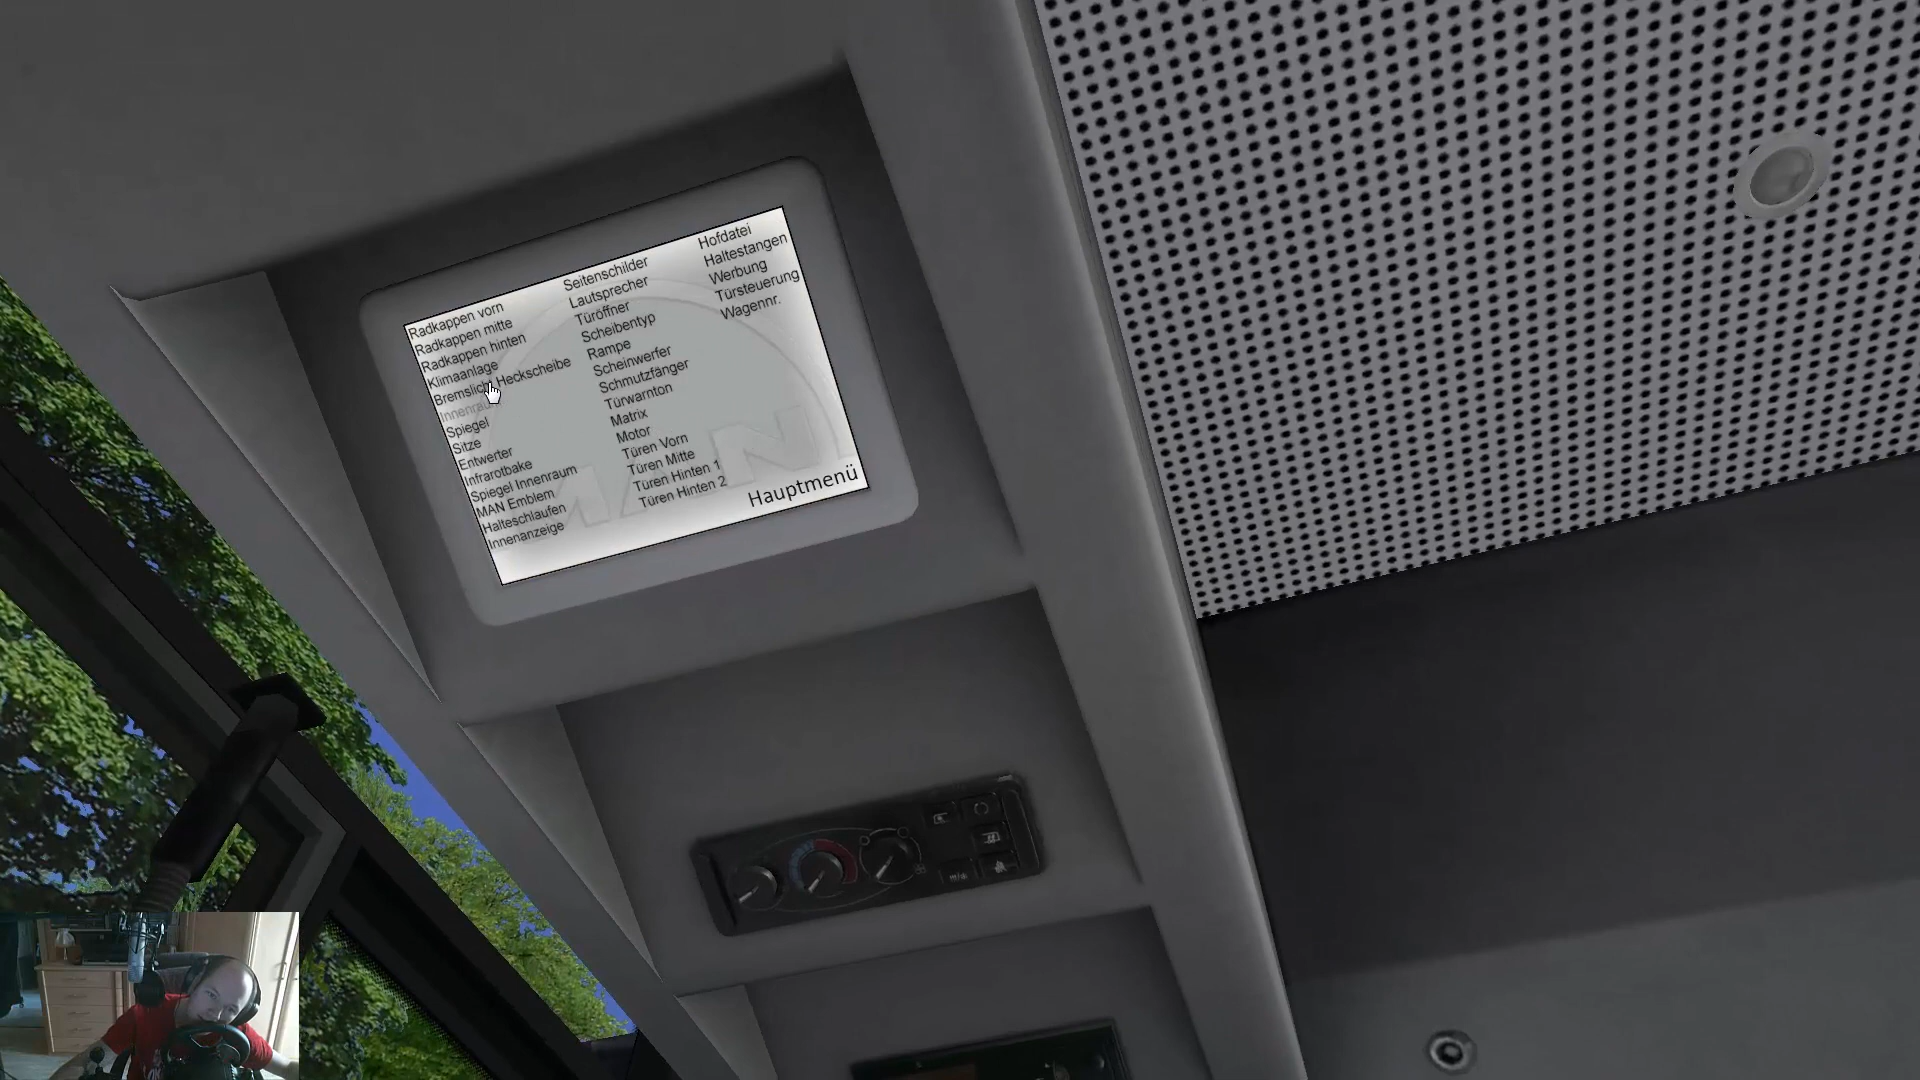 Radkappen vorn
Radkappen mitte
Radkappen hinten
Klimaanlage
Heckscheibe
Spiegel
Sitze
Entwerter
Infrarotbake
Spiegel Innenraum
MAN Emblem
Halteschlaufen
Innenanzeige
Seitenschilder
Lautsprecher
Türöffner
Scheibentyp
Rampe
Scheinwerfer
Schmutzfänger
Türwarnton
Matrix
Motor
Türen Vorn
Türen Mitte
Türen Hinten 1
Türen Hinten 2
Hofdatei
Haltestangen
Werbung
Türsteuerung
Wagennr.
Hauptmenü
MAN